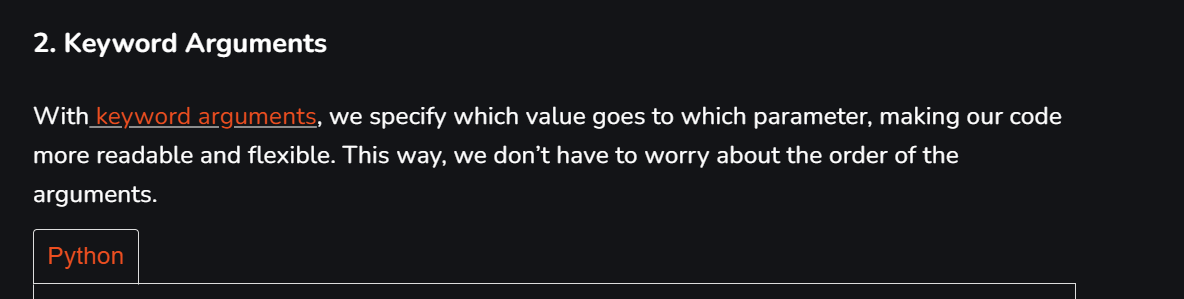 2. Keyword Arguments
With keyword arguments, we specify which value goes to which parameter, making our code
more readable and flexible. This way, we don’t have to worry about the order of the
arguments.
Python